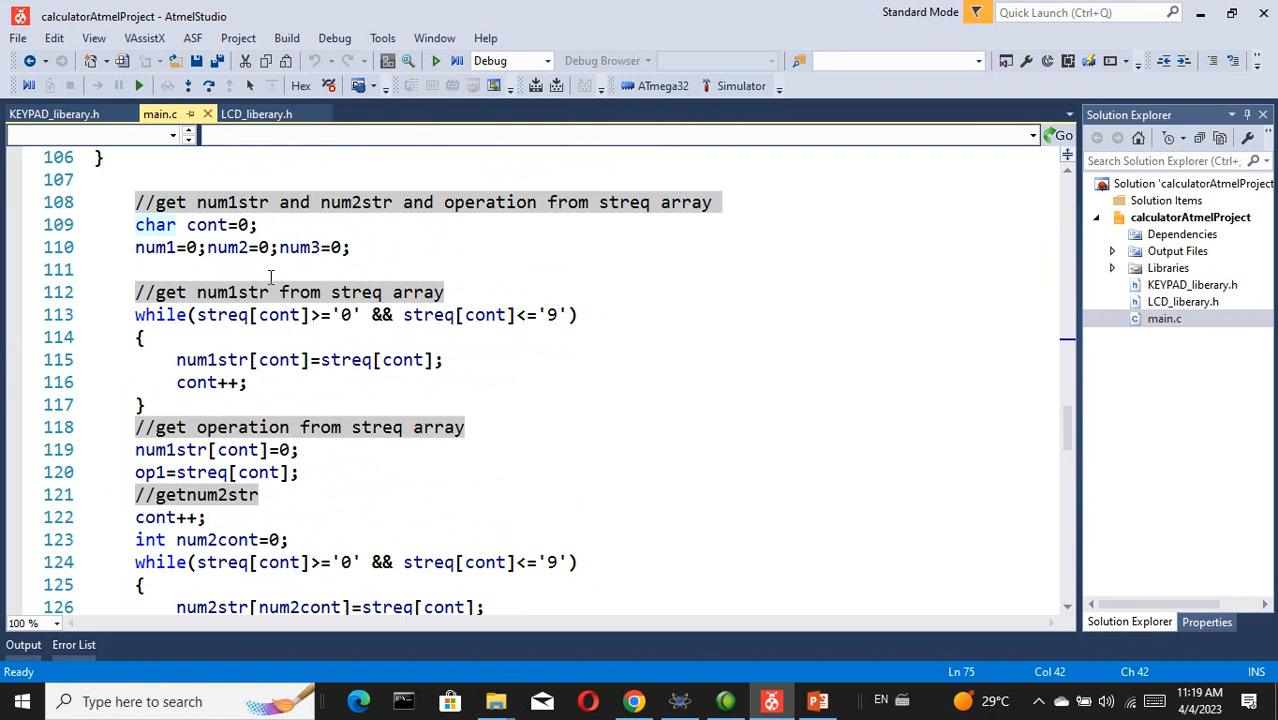 calculatorAtmelProject - AtmelStudio
Standard Mode
Quick Launch (Ctrl+Q)
File Edit View VAssistX ASF Project Build Debug Tools Window Help
Debug
Debug Browser
Hex
ATmega32
Simulator
KEYPAD_liberary.h
main.c
LCD_liberary.h
Go
106 }
107
108 //get num1str and num2str and operation from streq array
109 char cont=0;
110 num1=0;num2=0;num3=0;
111
112 //get num1str from streq array
113 while(streq[cont]>='0' && streq[cont]<='9')
114 {
115 num1str[cont]=streq[cont];
116 cont++;
117 }
118 //get operation from streq array
119 num1str[cont]=0;
120 op1=streq[cont];
121 //getnum2str
122 cont++;
123 int num2cont=0;
124 while(streq[cont]>='0' && streq[cont]<='9')
125 {
126 num2str[num2cont]=streq[cont];
100 %
Solution Explorer
Search Solution Explorer (Ctrl+
Solution 'calculatorAtmelProject
Solution Items
calculatorAtmelProject
Dependencies
Output Files
Libraries
KEYPAD_liberary.h
LCD_liberary.h
main.c
Solution Explorer Properties
Output Error List
Ready
Ln 75
Col 42
Ch 42
INS
Type here to search
EN
29°C
11:19 AM
4/4/2023